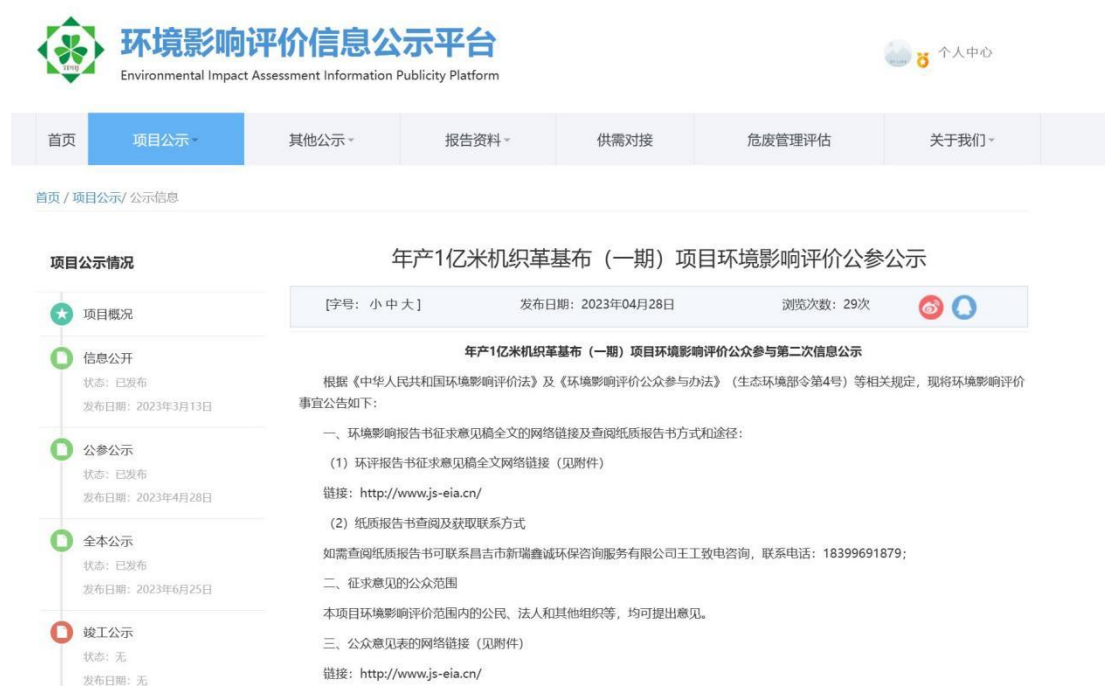 环境影响评价信息公示平台
Environmental Impact Assessment Information Publicity Platform
个人中心
首页
项目公示
其他公示
报告资料
供需对接
危废管理评估
关于我们
首页 / 项目公示/ 公示信息
项目公示情况
项目概况
信息公开
状态：已发布
发布日期：2023年3月13日
公参公示
状态：已发布
发布日期：2023年4月28日
全本公示
状态：已发布
发布日期：2023年6月25日
竣工公示
状态：无
发布日期：无
年产1亿米机织革基布（一期）项目环境影响评价公参公示
[字号： 小 中 大 ]
发布日期：2023年04月28日
浏览次数：29次
年产1亿米机织革基布（一期）项目环境影响评价公众参与第二次信息公示
根据《中华人民共和国环境影响评价法》及《环境影响评价公众参与办法》（生态环境部令第4号）等相关规定，现将环境影响评价
事宜公告如下：
一、环境影响报告书征求意见稿全文的网络链接及查阅纸质报告书方式和途径：
（1）环评报告书征求意见稿全文网络链接（见附件）
链接：http://www.js-eia.cn/
（2）纸质报告书查阅及获取联系方式
如需查阅纸质报告书可联系昌吉市新瑞鑫诚环保咨询服务有限公司王工致电咨询，联系电话：18399691879；
二、征求意见的公众范围
本项目环境影响评价范围内的公民、法人和其他组织等，均可提出意见。
三、公众意见表的网络链接（见附件）
链接：http://www.js-eia.cn/